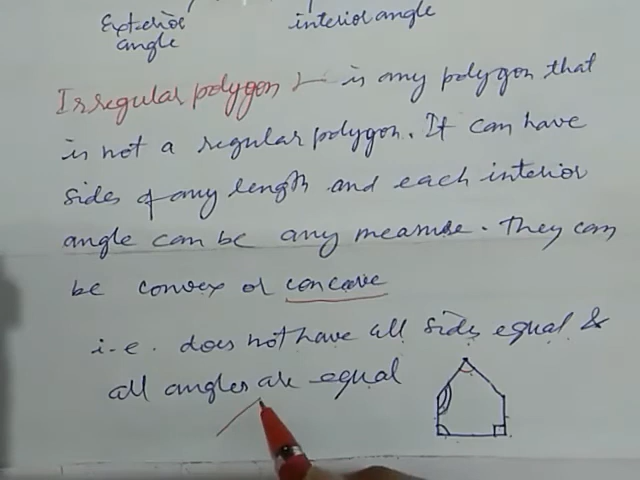 Exterior interior angle
angle
Irregular polygon :- is any polygon that
is not a regular polygon. It can have
sides of any length and each interior
angle can be any measure. They can
be convex or concave
i.e. does not have all sides equal &
all angles are equal